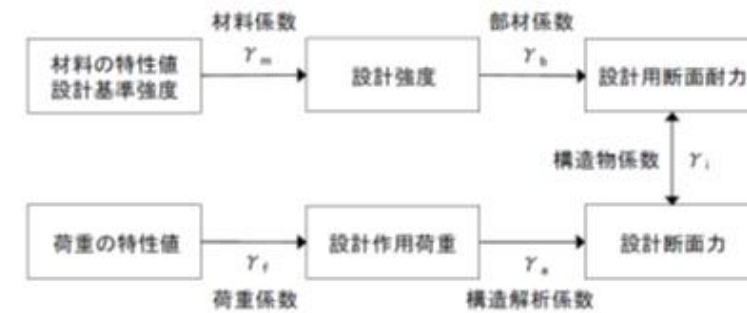 材料係数
部材係数
材料の特性値
設計基準強度
γm
設計強度
γb
設計用断面耐力
構造物係数
γi
荷重の特性値
γf
設計作用荷重
γa
設計断面力
荷重係数
構造解析係数